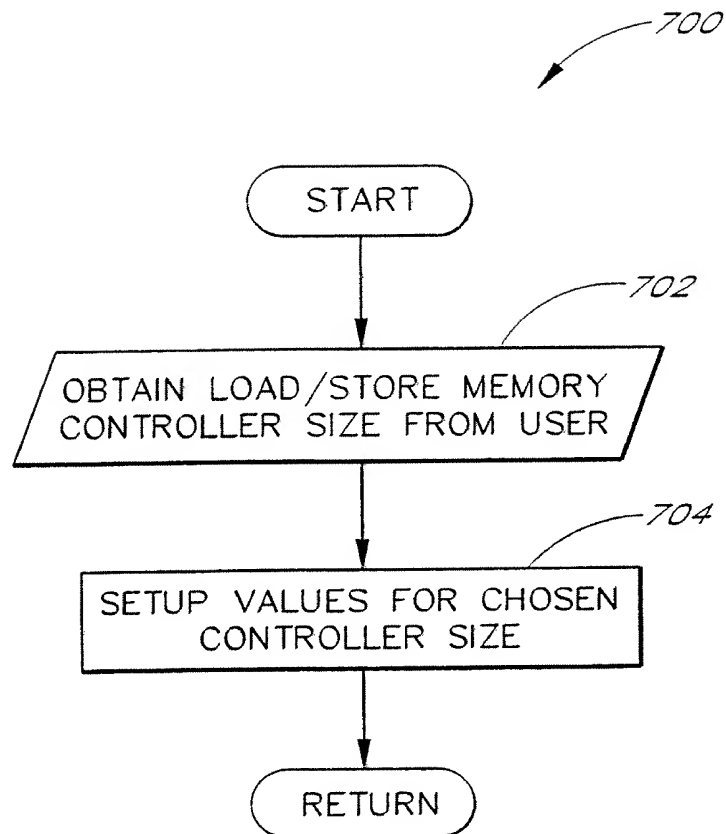 700
START
702
OBTAIN LOAD/STORE MEMORY
CONTROLLER SIZE FROM USER
704
SETUP VALUES FOR CHOSEN
CONTROLLER SIZE
RETURN